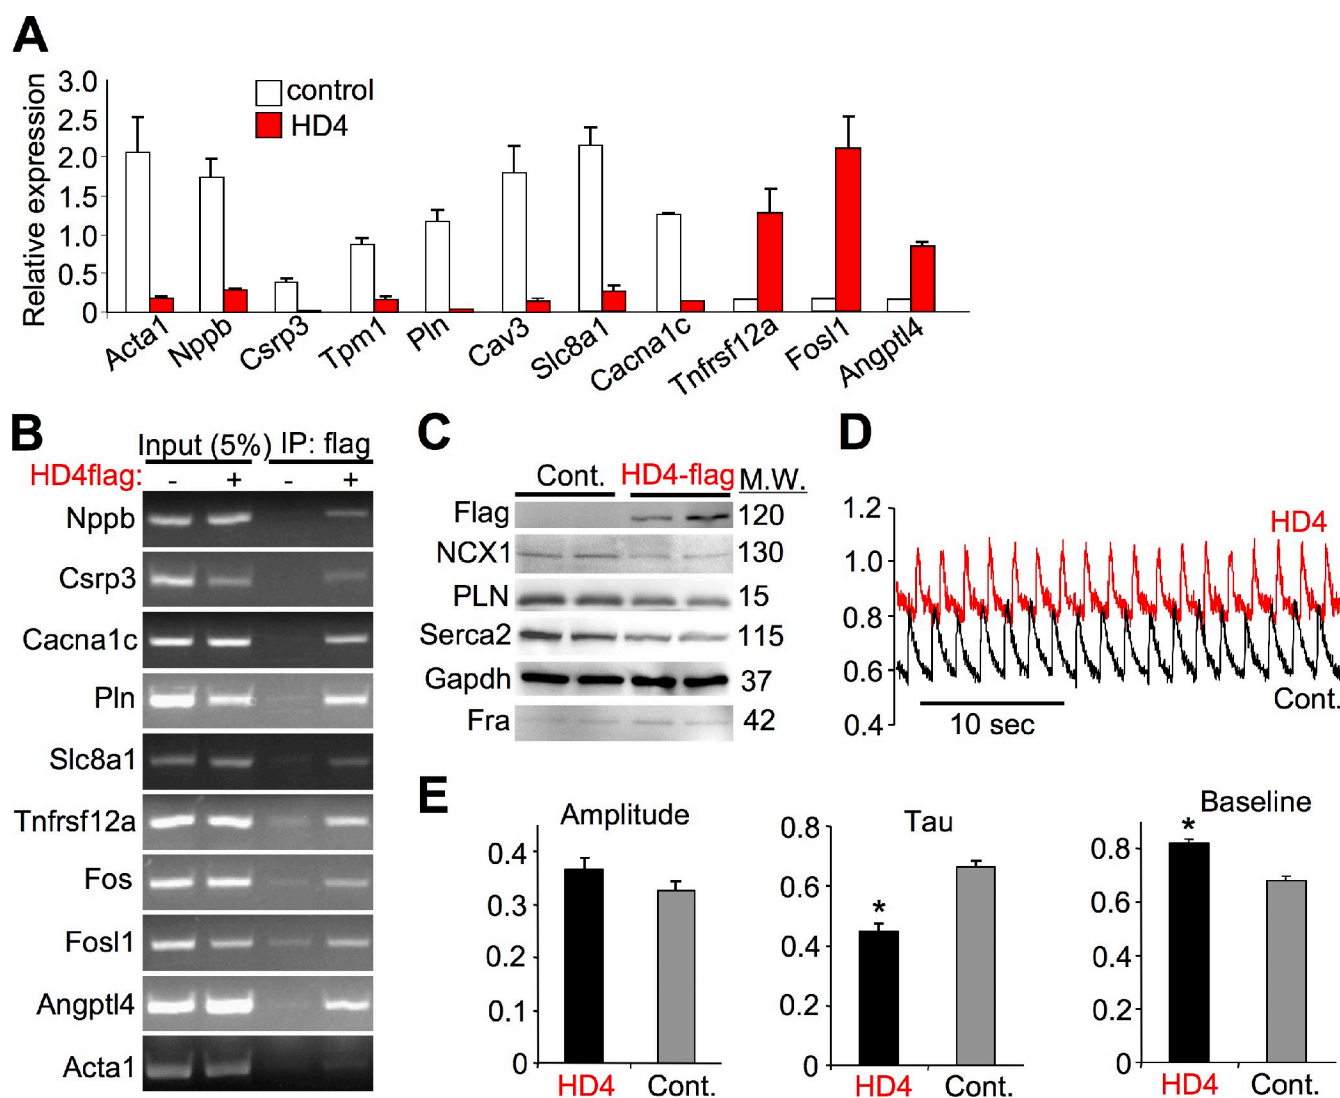 A
3.0
2.5
2.0
1.5
1.0
0.5
0
Relative expression
control
HD4
Acta1 Nppb Csrp3 Tpm1 Pln Cav3 Slc8a1 Cacna1c Tnfrsf12a Fosl1 Angptl4
B
Input (5%) IP: flag
HD4flag: - + - +
Nppb
Csrp3
Cacna1c
Pln
Slc8a1
Tnfrsf12a
Fos
Fosl1
Angptl4
Acta1
C
Cont. HD4-flag M.W.
Flag 120
NCX1 130
PLN 15
Serca2 115
Gapdh 37
Fra 42
D
1.2
1.0
0.8
0.6
0.4
HD4
Cont.
10 sec
E
Amplitude
0.4
0.3
0.2
0.1
0
HD4 Cont.
Tau
0.8
0.6
0.4
0.2
0
*
HD4 Cont.
Baseline
0.8
0.6
0.4
0.2
0
*
HD4 Cont.